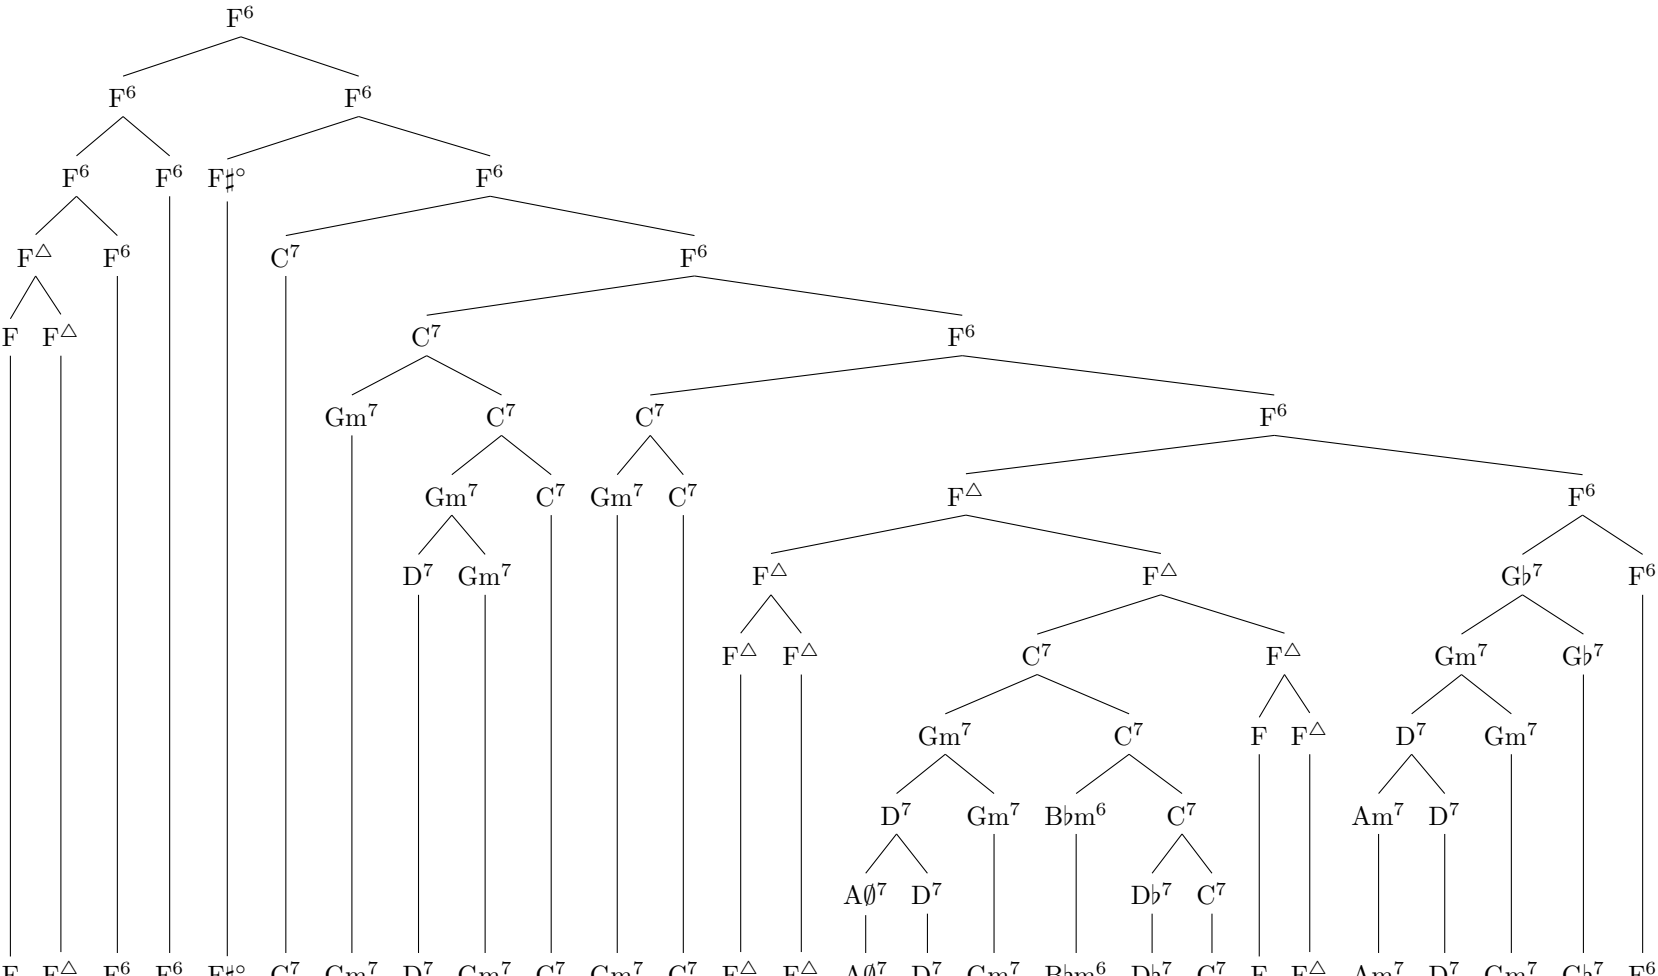 F⁶
F⁶ F⁶
F⁶ F⁶ F♯° F⁶
F△ F⁶ C⁷ F⁶
F F△ C⁷ F⁶
Gm⁷ C⁷ C⁷ F⁶
Gm⁷ C⁷ Gm⁷ C⁷ F△ F⁶
D⁷ Gm⁷ F△ F△ G♭⁷ F⁶
F△ F△ C⁷ F△ Gm⁷ G♭⁷
Gm⁷ C⁷ F F△ D⁷ Gm⁷
D⁷ Gm⁷ B♭m⁶ C⁷ Am⁷ D⁷
A∅⁷ D⁷ D♭⁷ C⁷
F F△ F⁶ F⁶ F♯° C⁷ Gm⁷ D⁷ Gm⁷ C⁷ Gm⁷ C⁷ F△ F△ A∅⁷ D⁷ Gm⁷ B♭m⁶ D♭⁷ C⁷ F F△ Am⁷ D⁷ Gm⁷ G♭⁷ F⁶